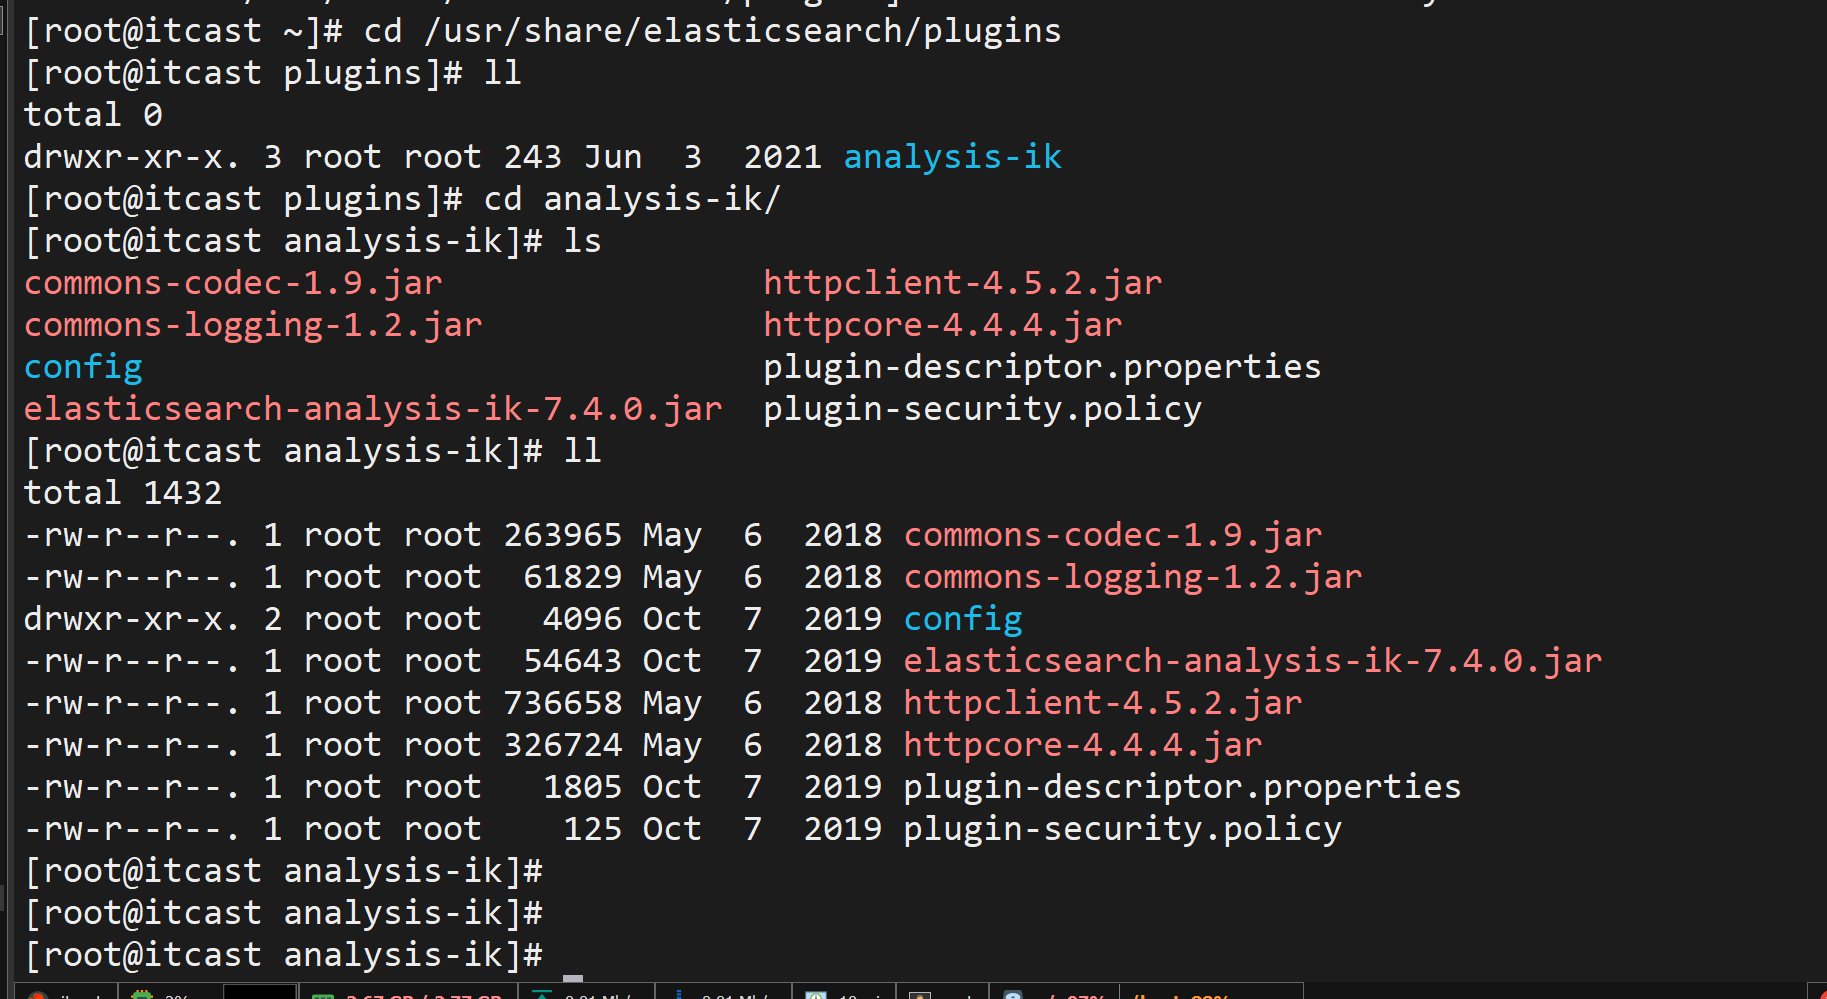 [root@itcast ~]# cd /usr/share/elasticsearch/plugins
[root@itcast plugins]# ll
total 0
drwxr-xr-x. 3 root root 243 Jun  3  2021 analysis-ik
[root@itcast plugins]# cd analysis-ik/
[root@itcast analysis-ik]# ls
commons-codec-1.9.jar                httpclient-4.5.2.jar
commons-logging-1.2.jar              httpcore-4.4.4.jar
config                               plugin-descriptor.properties
elasticsearch-analysis-ik-7.4.0.jar  plugin-security.policy
[root@itcast analysis-ik]# ll
total 1432
-rw-r--r--. 1 root root 263965 May  6  2018 commons-codec-1.9.jar
-rw-r--r--. 1 root root  61829 May  6  2018 commons-logging-1.2.jar
drwxr-xr-x. 2 root root   4096 Oct  7  2019 config
-rw-r--r--. 1 root root  54643 Oct  7  2019 elasticsearch-analysis-ik-7.4.0.jar
-rw-r--r--. 1 root root 736658 May  6  2018 httpclient-4.5.2.jar
-rw-r--r--. 1 root root 326724 May  6  2018 httpcore-4.4.4.jar
-rw-r--r--. 1 root root   1805 Oct  7  2019 plugin-descriptor.properties
-rw-r--r--. 1 root root    125 Oct  7  2019 plugin-security.policy
[root@itcast analysis-ik]#
[root@itcast analysis-ik]#
[root@itcast analysis-ik]#